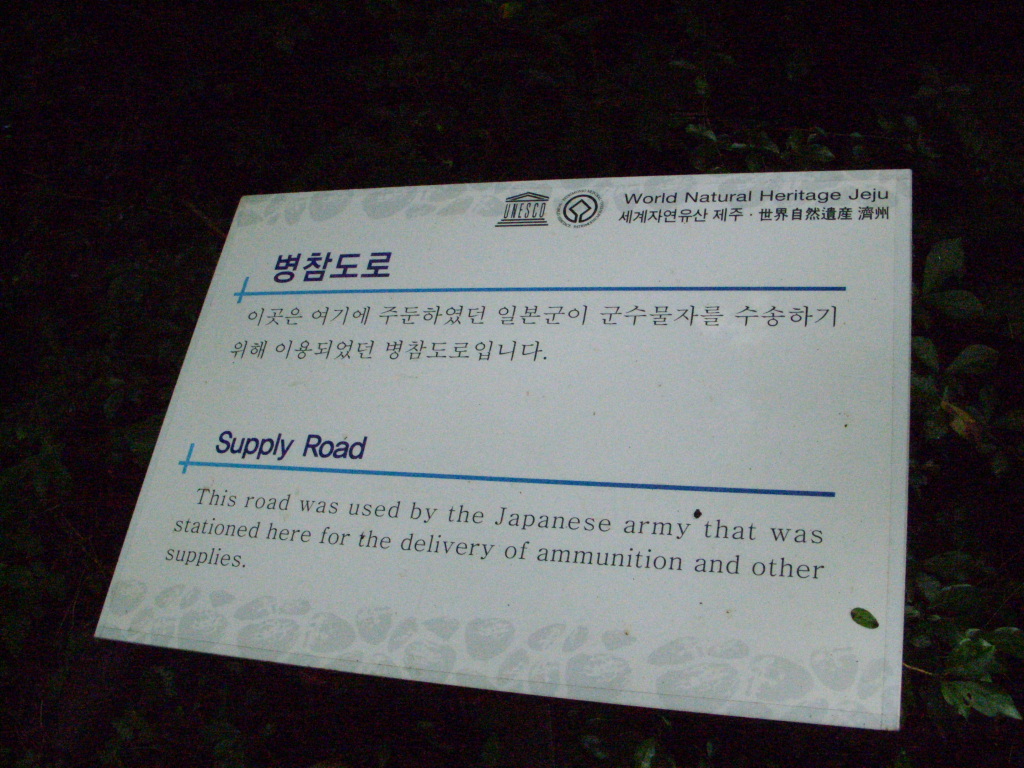 UNESCO
World Natural Heritage Jeju
세계자연유산 제주 · 世界自然遺産 濟州
병참도로
이곳은 여기에 주둔하였던 일본군이 군수물자를 수송하기
위해 이용되었던 병참도로입니다.
Supply Road
This road was used by the Japanese army that was
stationed here for the delivery of ammunition and other
supplies.